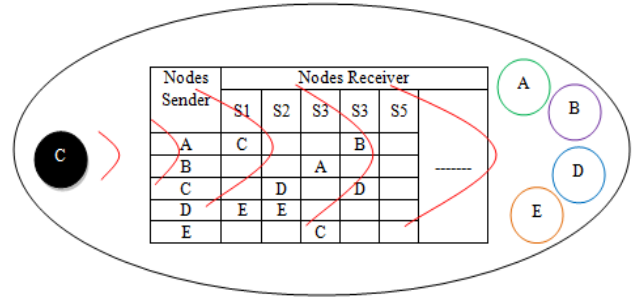 Nodes Sender Nodes Receiver
S1 S2 S3 S3 S5
A C B
B A -------
C D D
D E E
E C
C
A
B
D
E